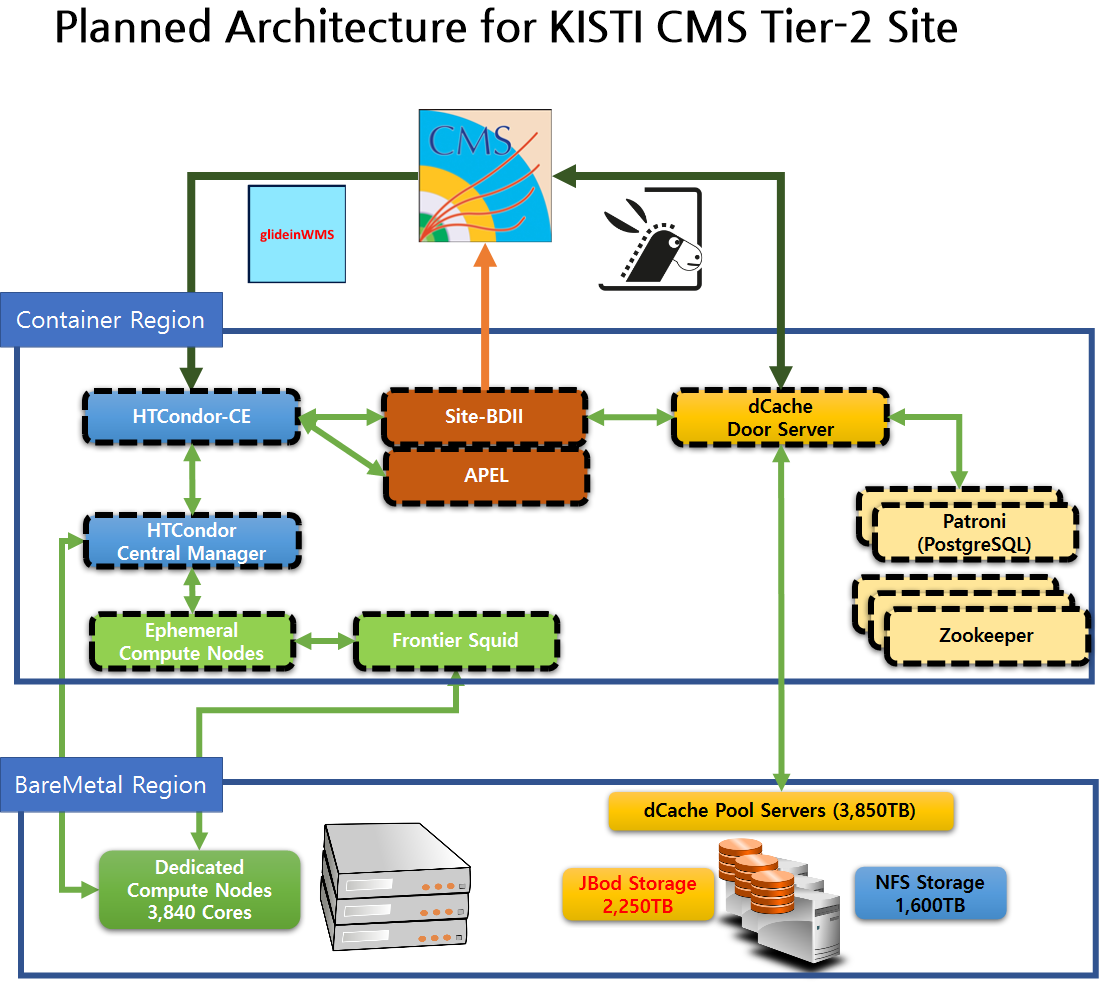 Planned Architecture for KISTI CMS Tier-2 Site
CMS
glideinWMS
Container Region
HTCondor-CE
Site-BDII
dCache
Door Server
APEL
Patroni
(PostgreSQL)
HTCondor
Central Manager
Ephemeral
Compute Nodes
Frontier Squid
Zookeeper
BareMetal Region
dCache Pool Servers (3,850TB)
Dedicated
Compute Nodes
3,840 Cores
JBod Storage
2,250TB
NFS Storage
1,600TB